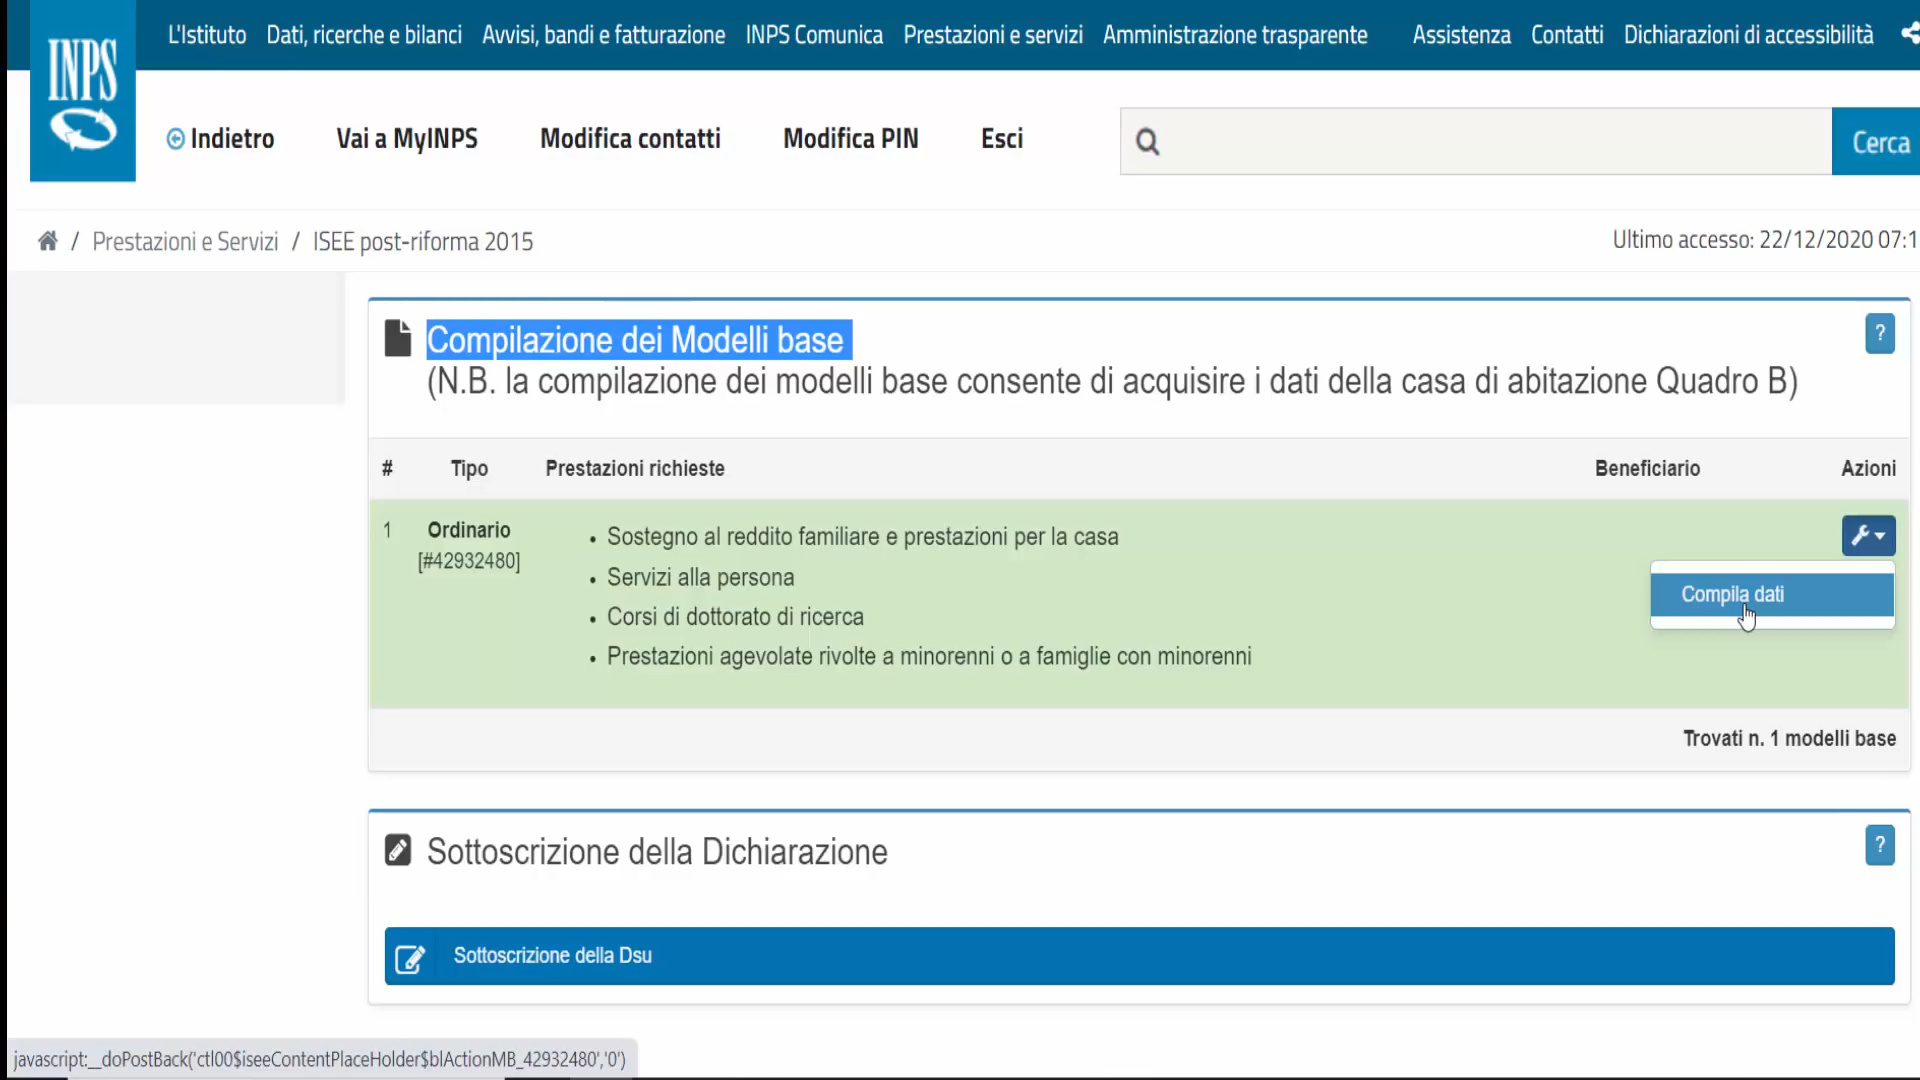 INPS
L'Istituto Dati, ricerche e bilanci Avvisi, bandi e fatturazione INPS Comunica Prestazioni e servizi Amministrazione trasparente Assistenza Contatti Dichiarazioni di accessibilità
Indietro Vai a MyINPS Modifica contatti Modifica PIN Esci Cerca
/ Prestazioni e Servizi / ISEE post-riforma 2015 Ultimo accesso: 22/12/2020 07:1
Compilazione dei Modelli base ?
(N.B. la compilazione dei modelli base consente di acquisire i dati della casa di abitazione Quadro B)
# Tipo Prestazioni richieste Beneficiario Azioni
1 Ordinario
[#42932480]
• Sostegno al reddito familiare e prestazioni per la casa
• Servizi alla persona
• Corsi di dottorato di ricerca
• Prestazioni agevolate rivolte a minorenni o a famiglie con minorenni
Compila dati
Trovati n. 1 modelli base
Sottoscrizione della Dichiarazione ?
Sottoscrizione della Dsu
javascript:__doPostBack('ctl00$iseeContentPlaceHolder$blActionMB_42932480','0')